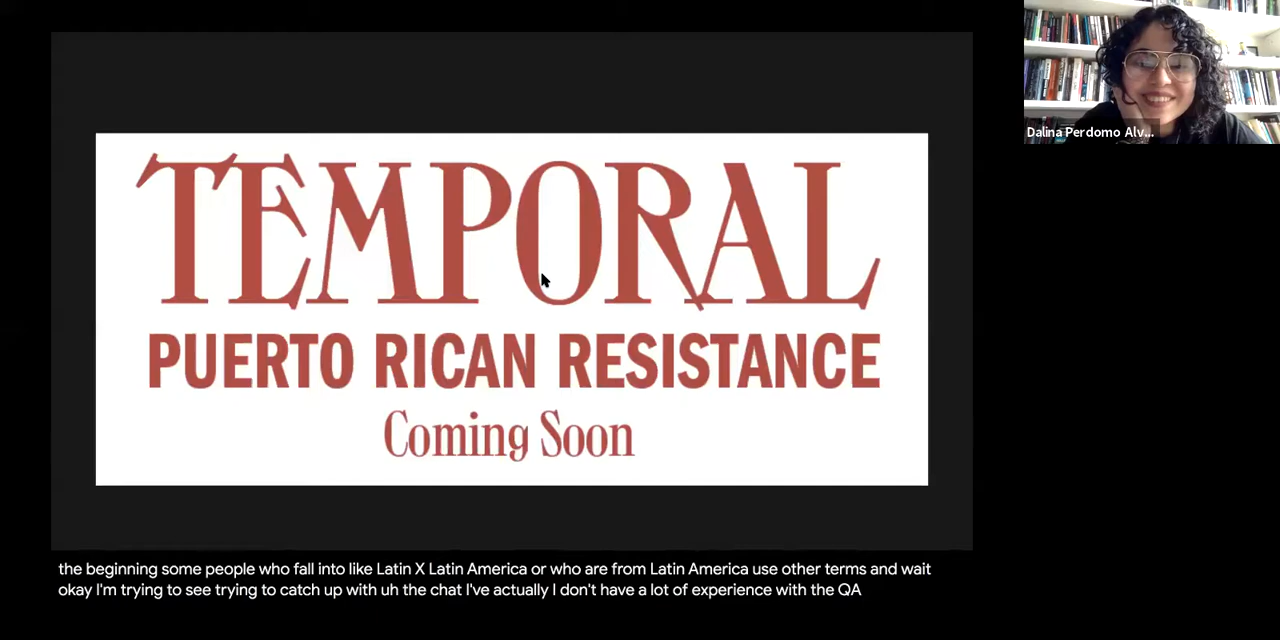 TEMPORAL
PUERTO RICAN RESISTANCE
Coming Soon
Dalina Perdomo Alv...
the beginning some people who fall into like Latin X Latin America or who are from Latin America use other terms and wait
okay I'm trying to see trying to catch up with uh the chat I've actually I don't have a lot of experience with the QA